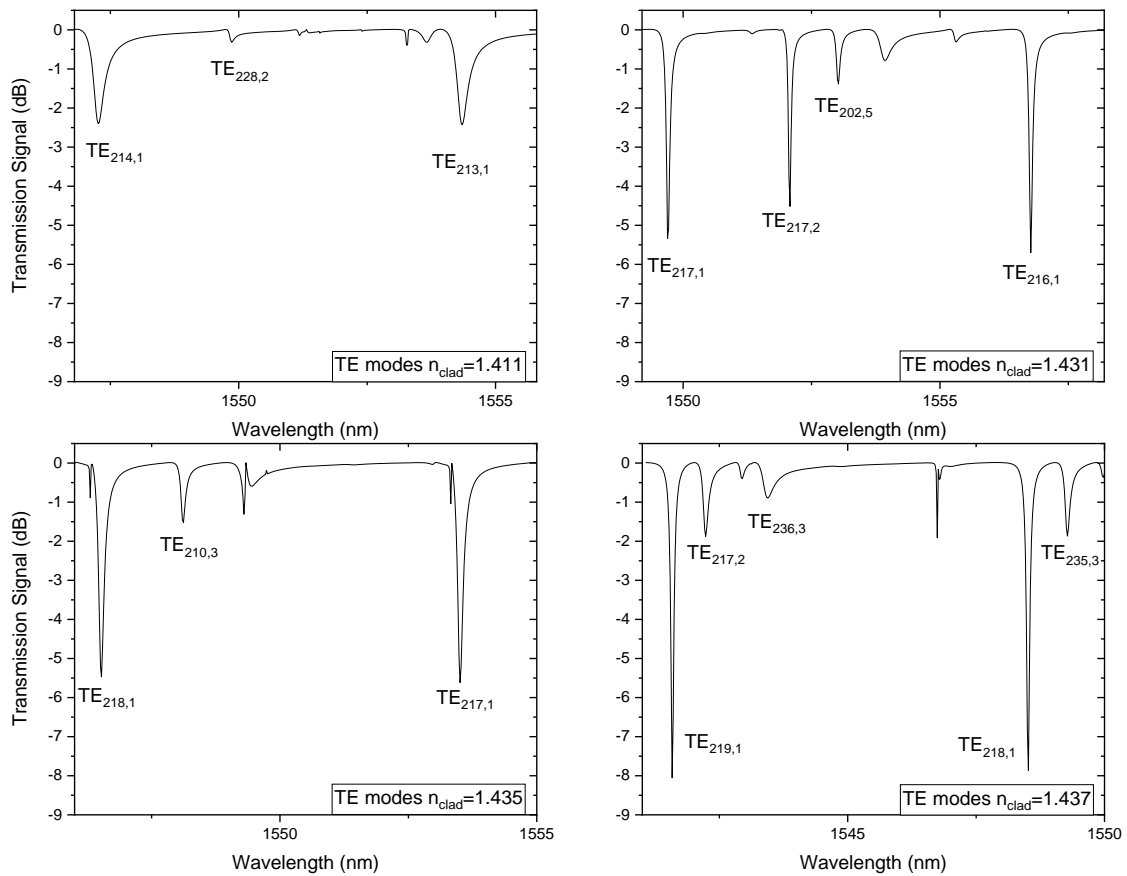 0
-1
-2
-3
-4
-5
-6
-7
-8
-9
Transmission Signal (dB)
TE214,1
TE228,2
TE213,1
TE modes nclad=1.411
1550
1555
Wavelength (nm)
0
-1
-2
-3
-4
-5
-6
-7
-8
-9
TE217,1
TE217,2
TE202,5
TE216,1
TE modes nclad=1.431
1550
1555
Wavelength (nm)
0
-1
-2
-3
-4
-5
-6
-7
-8
-9
Transmission Signal (dB)
TE218,1
TE210,3
TE217,1
TE modes nclad=1.435
1550
1555
Wavelength (nm)
0
-1
-2
-3
-4
-5
-6
-7
-8
-9
TE217,2
TE236,3
TE235,3
TE219,1
TE218,1
TE modes nclad=1.437
1545
1550
Wavelength (nm)